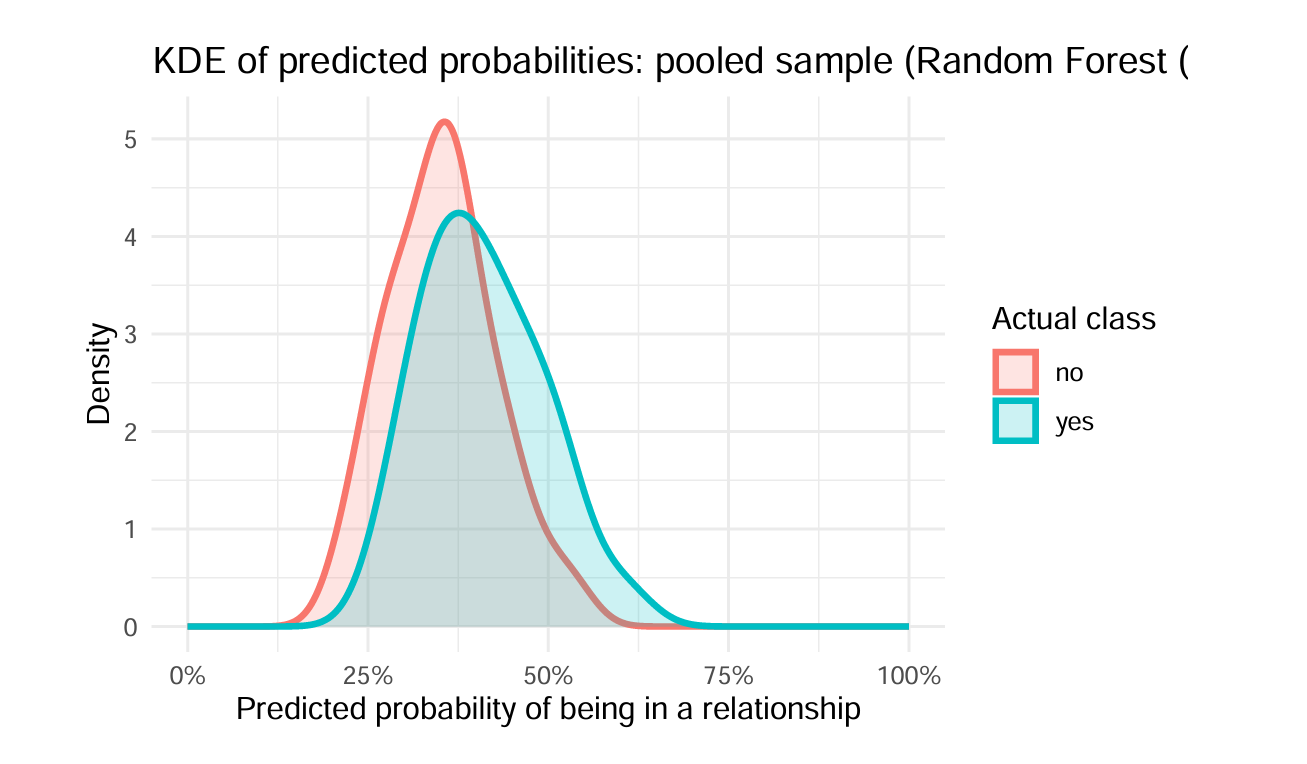 KDE of predicted probabilities: pooled sample (Random Forest (
5
4
3
2
1
0
Density
0% 25% 50% 75% 100%
Predicted probability of being in a relationship
Actual class
no
yes